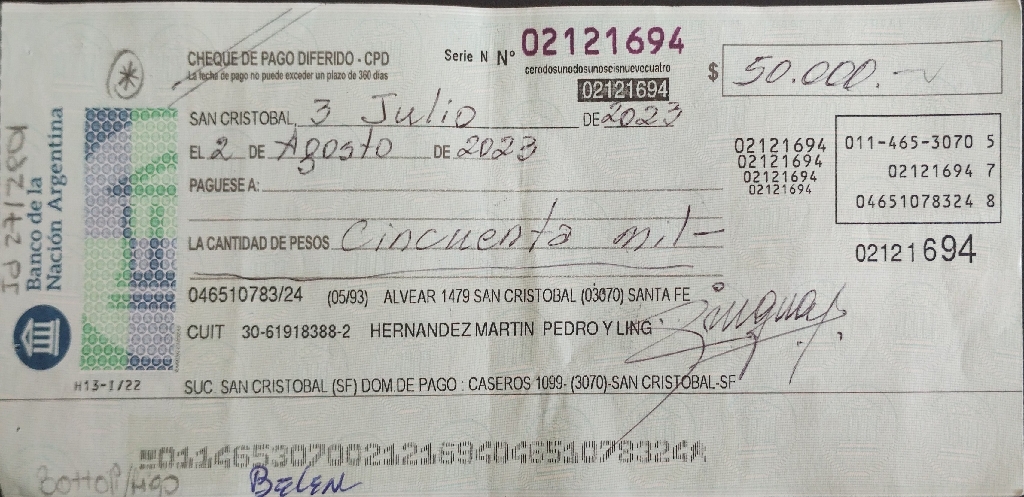 CHEQUE DE PAGO DIFERIDO - CPD
La fecha de pago no puede exceder un plazo de 360 días
Serie N Nº 02121694
cerodosunodosunoseisnuevecuatro
02121694
$ 50.000.-
SAN CRISTOBAL, 3 Julio DE 2023
EL 2 DE Agosto DE 2023
PAGUESE A:
LA CANTIDAD DE PESOS Cincuenta mil-
02121694
02121694
02121694
02121694
011-465-3070 5
02121694 7
04651078324 8
02121694
046510783/24 (05/93) ALVEAR 1479 SAN CRISTOBAL (03070) SANTA FE
CUIT 30-61918388-2 HERNANDEZ MARTIN PEDRO Y LING
SUC. SAN CRISTOBAL (SF) DOM.DE PAGO : CASEROS 1099- (3070)-SAN CRISTOBAL-SF
Banco de la
Nación Argentina
H13-1/22
BELEN